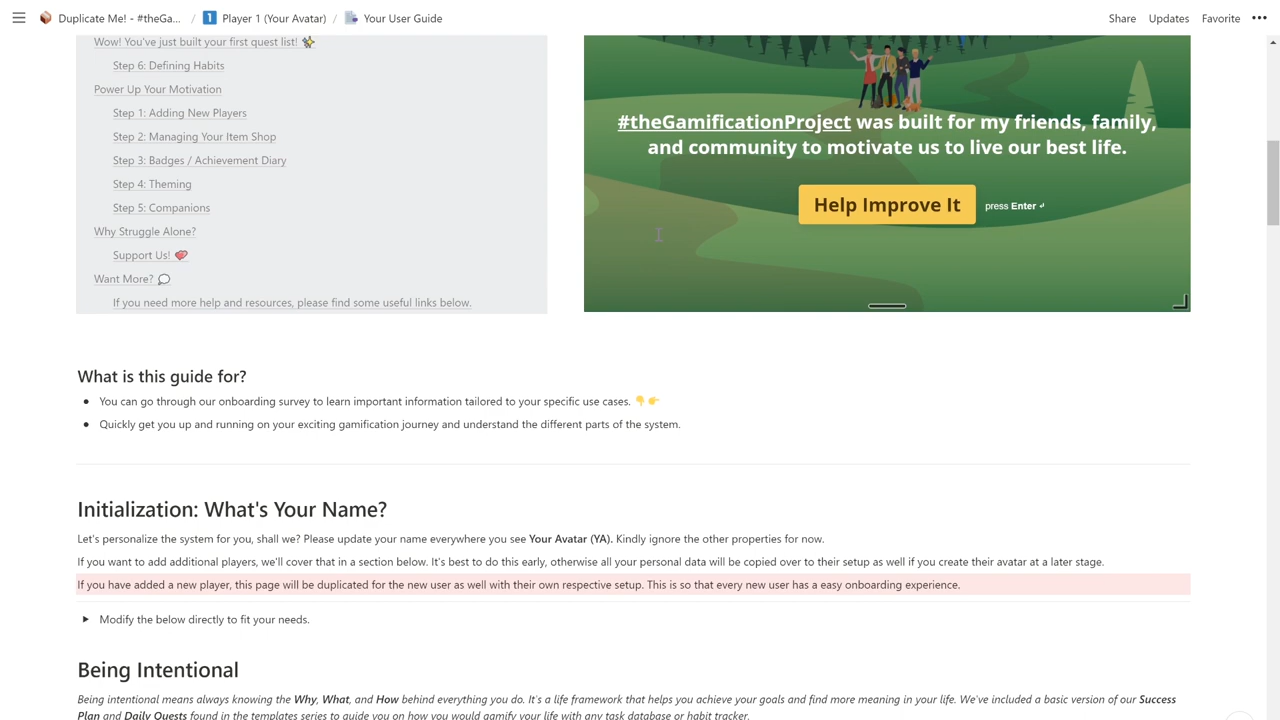 Duplicate Me! - #theGa... / Player 1 (Your Avatar) / Your User Guide
Share Updates Favorite
Wow! You've just built your first quest list! ✨
Step 6: Defining Habits
Power Up Your Motivation
Step 1: Adding New Players
Step 2: Managing Your Item Shop
Step 3: Badges / Achievement Diary
Step 4: Theming
Step 5: Companions
Why Struggle Alone?
Support Us!
Want More?
If you need more help and resources, please find some useful links below.
#theGamificationProject was built for my friends, family,
and community to motivate us to live our best life.
Help Improve It
press Enter ↵
What is this guide for?
You can go through our onboarding survey to learn important information tailored to your specific use cases. 👇👉
Quickly get you up and running on your exciting gamification journey and understand the different parts of the system.
Initialization: What's Your Name?
Let's personalize the system for you, shall we? Please update your name everywhere you see Your Avatar (YA). Kindly ignore the other properties for now.
If you want to add additional players, we'll cover that in a section below. It's best to do this early, otherwise all your personal data will be copied over to their setup as well if you create their avatar at a later stage.
If you have added a new player, this page will be duplicated for the new user as well with their own respective setup. This is so that every new user has a easy onboarding experience.
Modify the below directly to fit your needs.
Being Intentional
Being intentional means always knowing the Why, What, and How behind everything you do. It's a life framework that helps you achieve your goals and find more meaning in your life. We've included a basic version of our Success
Plan and Daily Quests found in the templates series to guide you on how you would gamify your life with any task database or habit tracker.